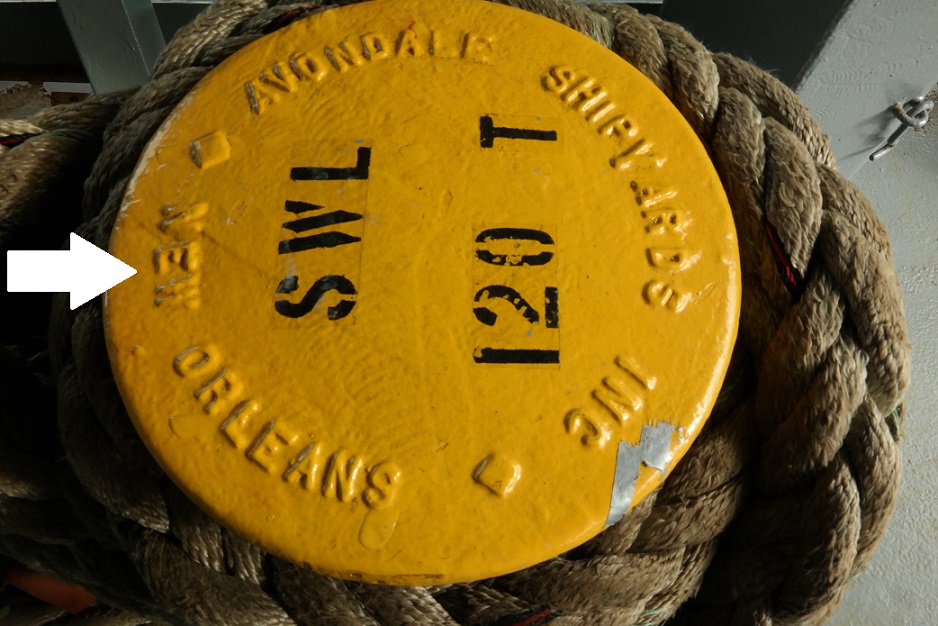 AVONDALE SHIPYARDS INC
NEW ORLEANS
SWL
120 T